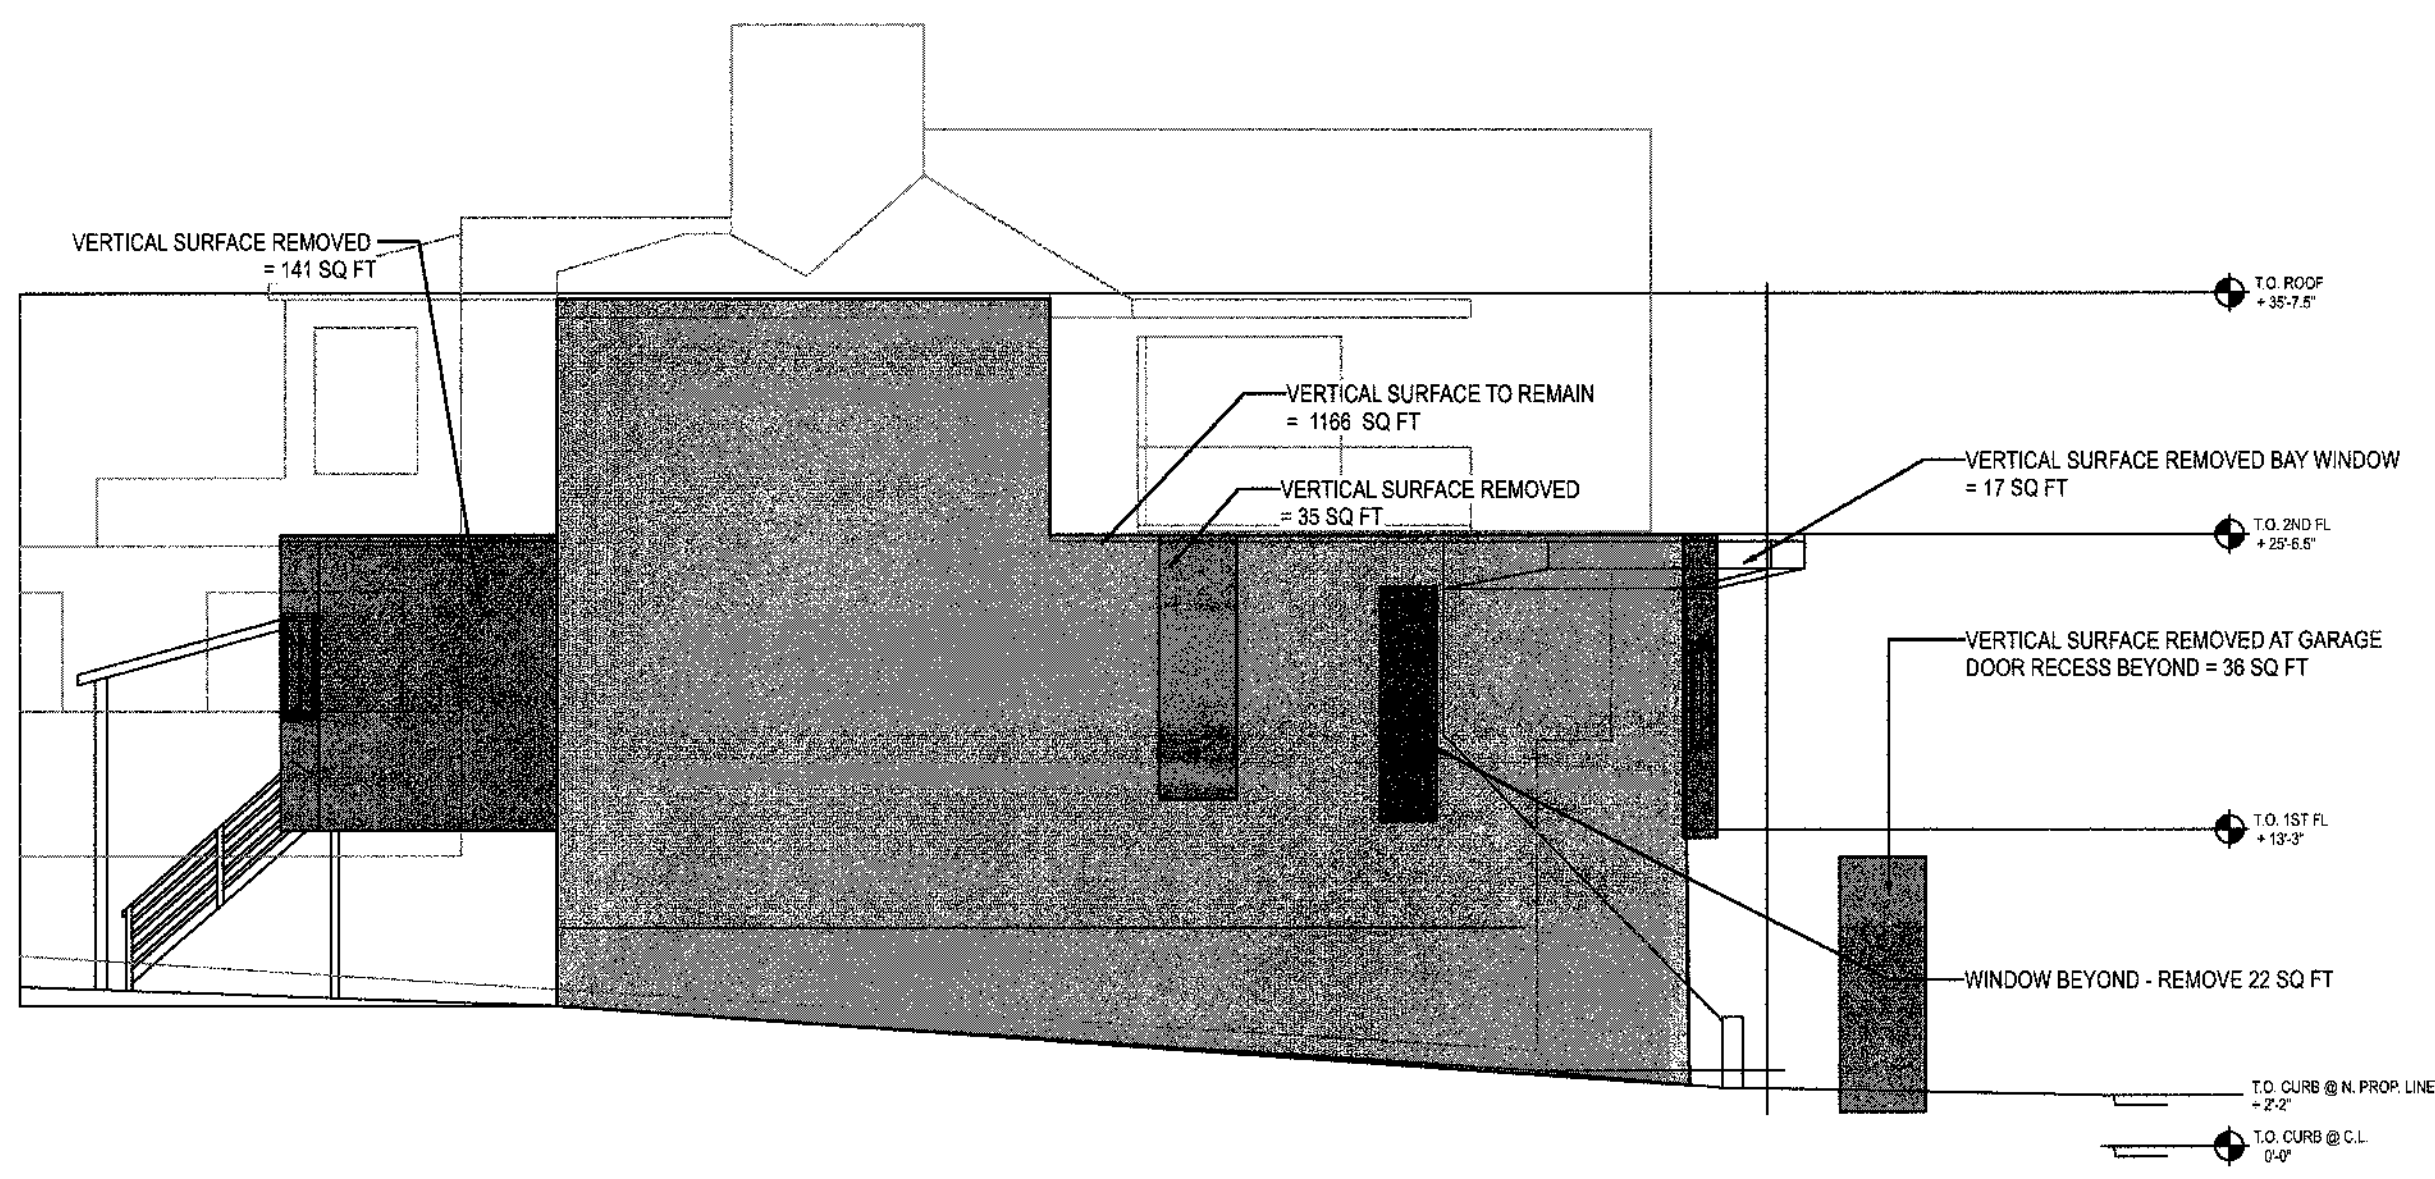 VERTICAL SURFACE REMOVED
= 141 SQ FT
T.O. ROOF
+ 35'-7.5"
VERTICAL SURFACE TO REMAIN
= 1166 SQ FT
VERTICAL SURFACE REMOVED BAY WINDOW
= 17 SQ FT
VERTICAL SURFACE REMOVED
= 35 SQ FT
T.O. 2ND FL
+ 25'-6.5"
VERTICAL SURFACE REMOVED AT GARAGE
DOOR RECESS BEYOND = 36 SQ FT
T.O. 1ST FL
+ 13'-3"
WINDOW BEYOND - REMOVE 22 SQ FT
T.O. CURB @ N. PROP. LINE
+ 2'-2"
T.O. CURB @ C.L.
0'-0"